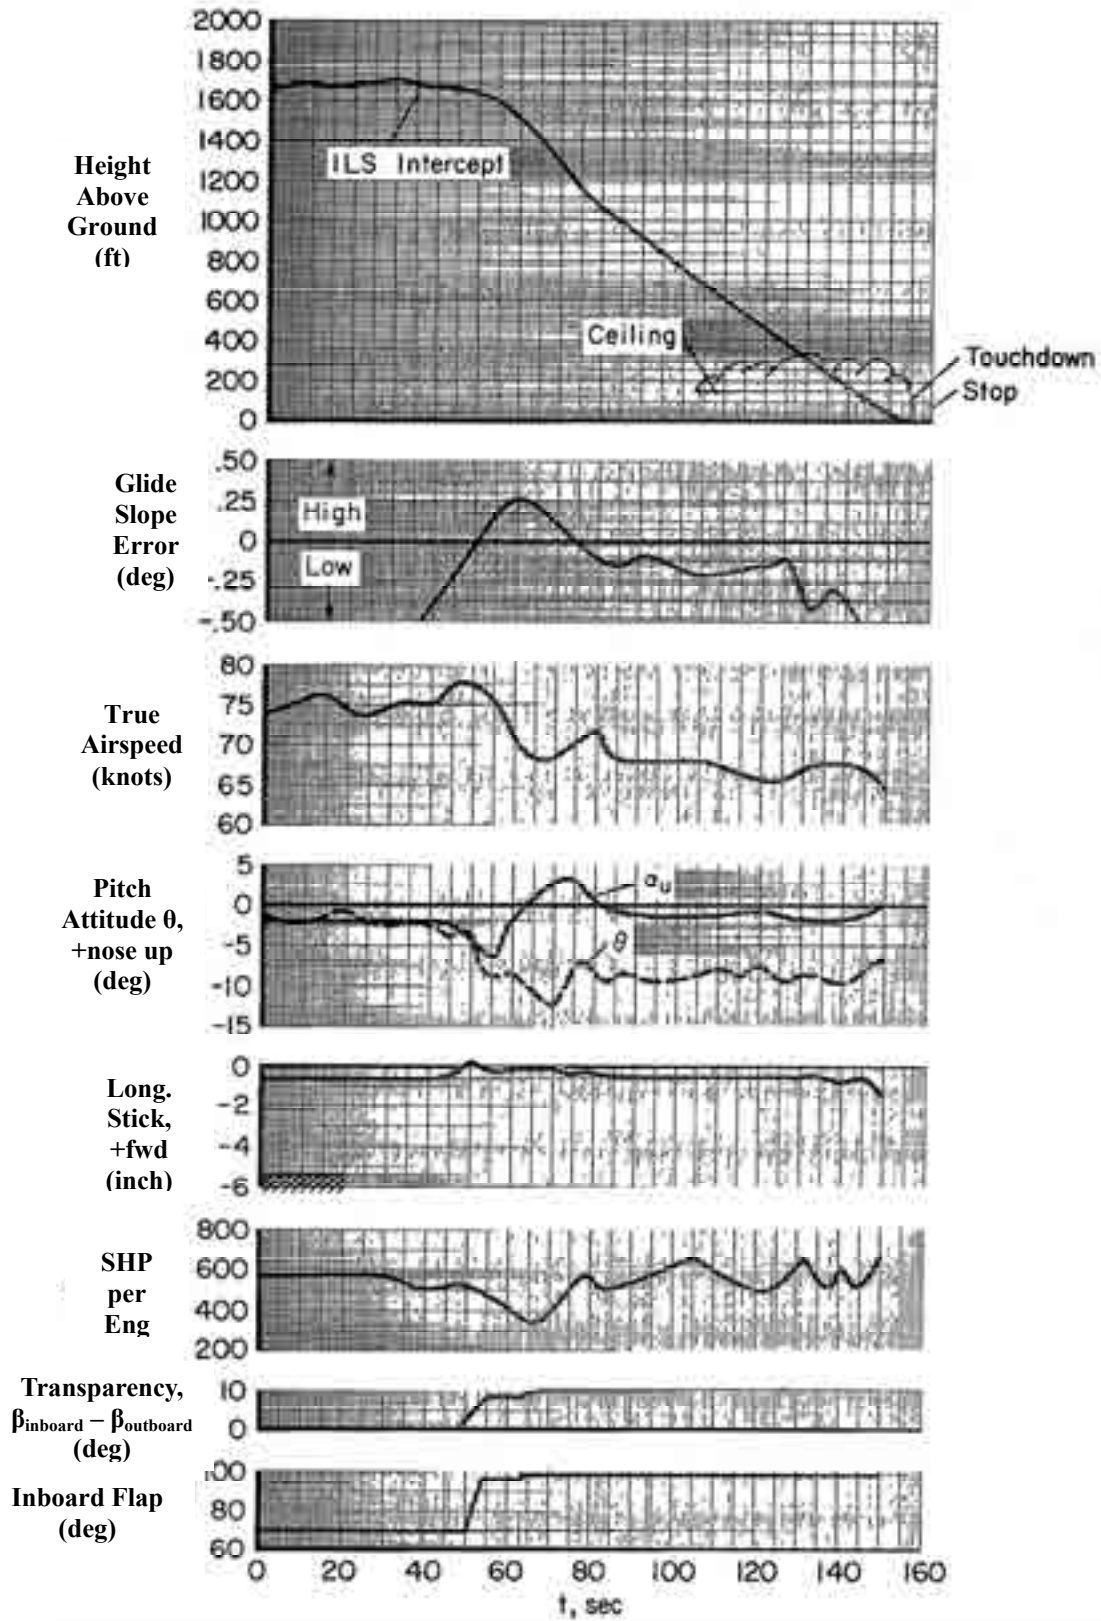 2000
1800
1600
1400
1200
1000
800
600
400
200
0
Height
Above
Ground
(ft)
ILS Intercept
Ceiling
Touchdown
Stop
.50
.25
0
-.25
-.50
Glide
Slope
Error
(deg)
High
Low
80
75
70
65
60
True
Airspeed
(knots)
5
0
-5
-10
-15
Pitch
Attitude θ,
+nose up
(deg)
αu
θ
0
-2
-4
-6
Long.
Stick,
+fwd
(inch)
800
600
400
200
SHP
per
Eng
10
0
Transparency,
βinboard – βoutboard
(deg)
00
80
60
Inboard Flap
(deg)
0 20 40 60 80 100 120 140 160
t, sec